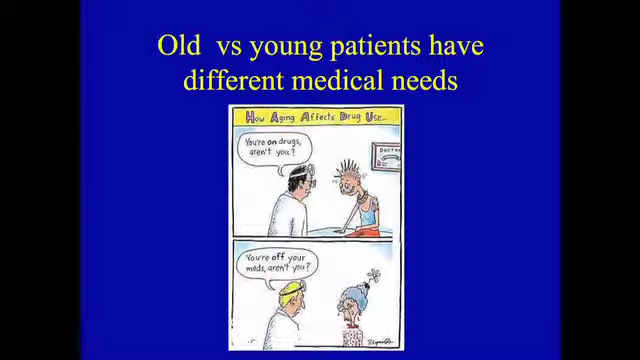 Old vs young patients have
different medical needs
How Aging Affects Drug Use...
You're on drugs,
aren't you?
DOCTOR
You're off your
meds, aren't you?
Reynolds